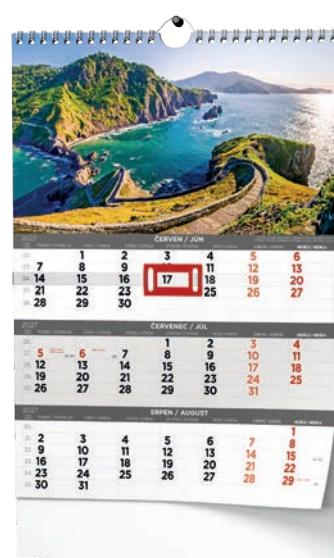 2027 ČERVEN / JÚN
1 2 3 4 5 6
7 8 9 11 12 13
14 15 16 17 18 19 20
21 22 23 25 26 27
28 29 30
2027 ČERVENEC / JÚL
1 2 3 4
5 6 7 8 9 10 11
12 13 14 15 16 17 18
19 20 21 22 23 24 25
26 27 28 29 30 31
2027 SRPEN / AUGUST
1
2 3 4 5 6 7 8
9 10 11 12 13 14 15
16 17 18 19 20 21 22
23 24 25 26 27 28 29
30 31